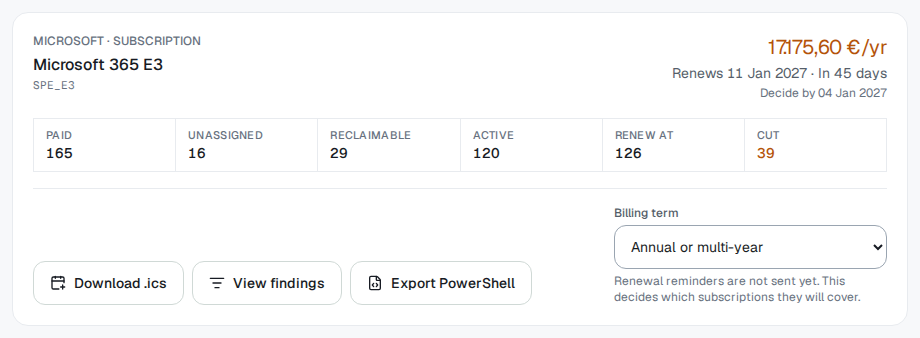 MICROSOFT · SUBSCRIPTION
Microsoft 365 E3
SPE_E3
17.175,60 €/yr
Renews 11 Jan 2027 · In 45 days
Decide by 04 Jan 2027
PAID
165
UNASSIGNED
16
RECLAIMABLE
29
ACTIVE
120
RENEW AT
126
CUT
39
Billing term
Annual or multi-year
Renewal reminders are not sent yet. This
decides which subscriptions they will cover.
Download .ics
View findings
Export PowerShell